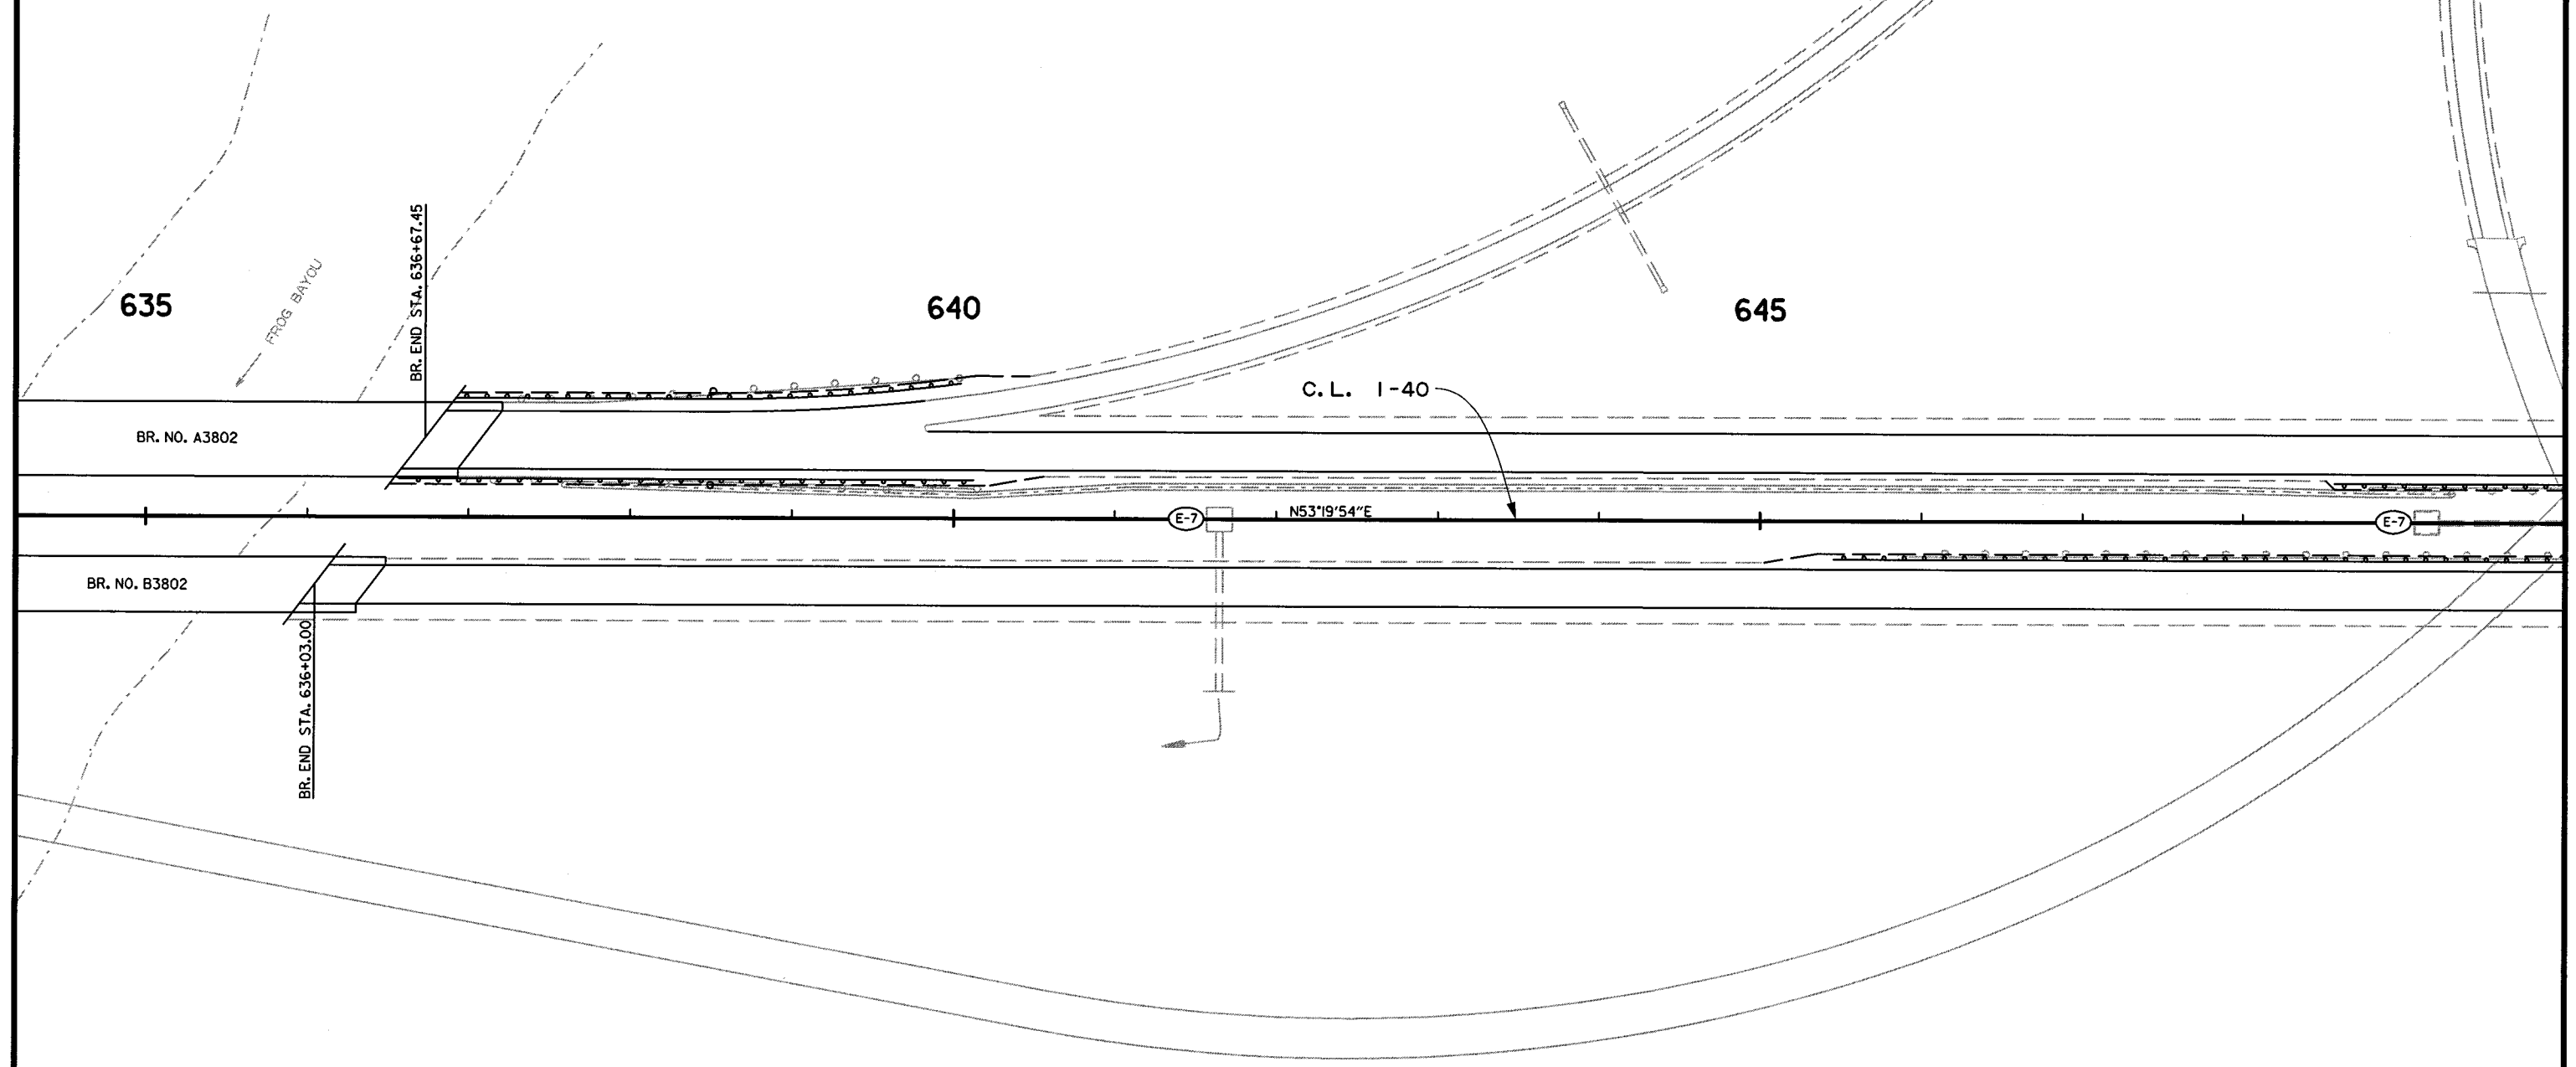 BR. END STA. 636+67.45
FROG BAYOU
635
640
645
C.L. I-40
BR. NO. A3802
E-7
N53°19'54"E
E-7
BR. NO. B3802
BR. END STA. 636+03.00